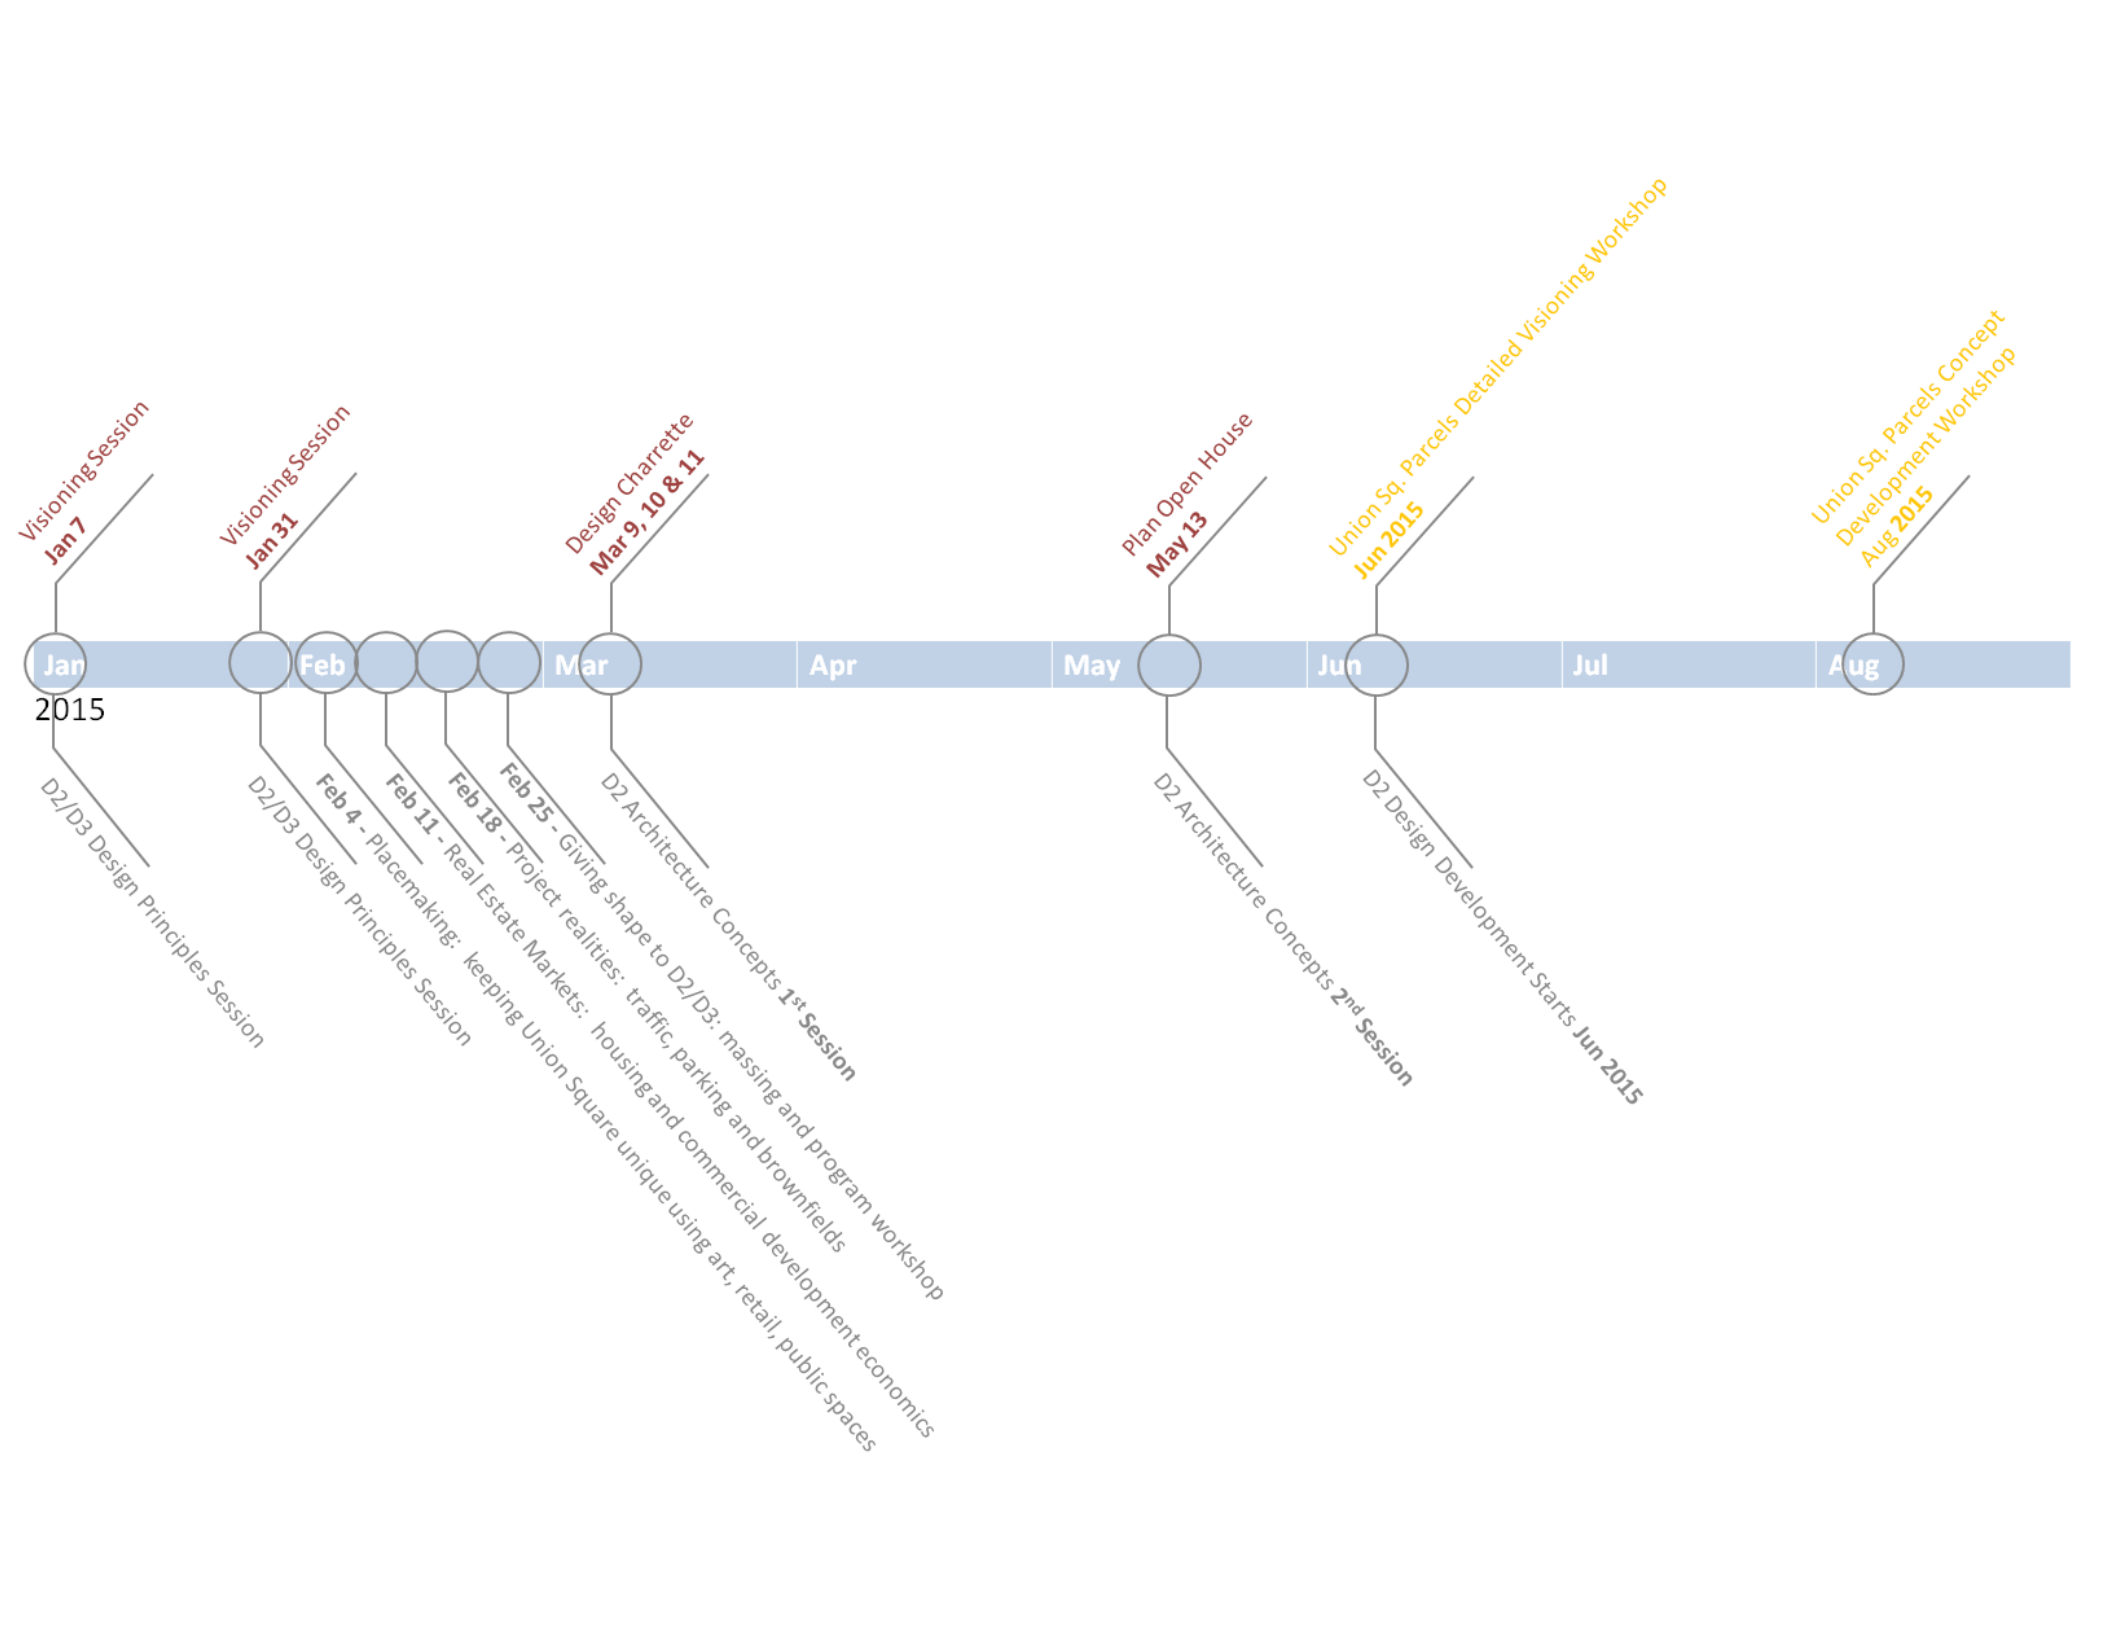 Visioning Session
Jan 7
Visioning Session
Jan 31
Design Charrette
Mar 9, 10 & 11
Plan Open House
May 13
Union Sq. Parcels Detailed Visioning Workshop
Jun 2015
Union Sq. Parcels Concept
Development Workshop
Aug 2015
Jan
Feb
Mar
Apr
May
Jun
Jul
Aug
2015
D2/D3 Design Principles Session
D2/D3 Design Principles Session
Feb 4 - Placemaking: keeping Union Square unique using art, retail, public spaces
Feb 11 - Real Estate Markets: housing and commercial development economics
Feb 18 - Project realities: traffic, parking and brownfields
Feb 25 - Giving shape to D2/D3: massing and program workshop
D2 Architecture Concepts 1st Session
D2 Architecture Concepts 2nd Session
D2 Design Development Starts Jun 2015